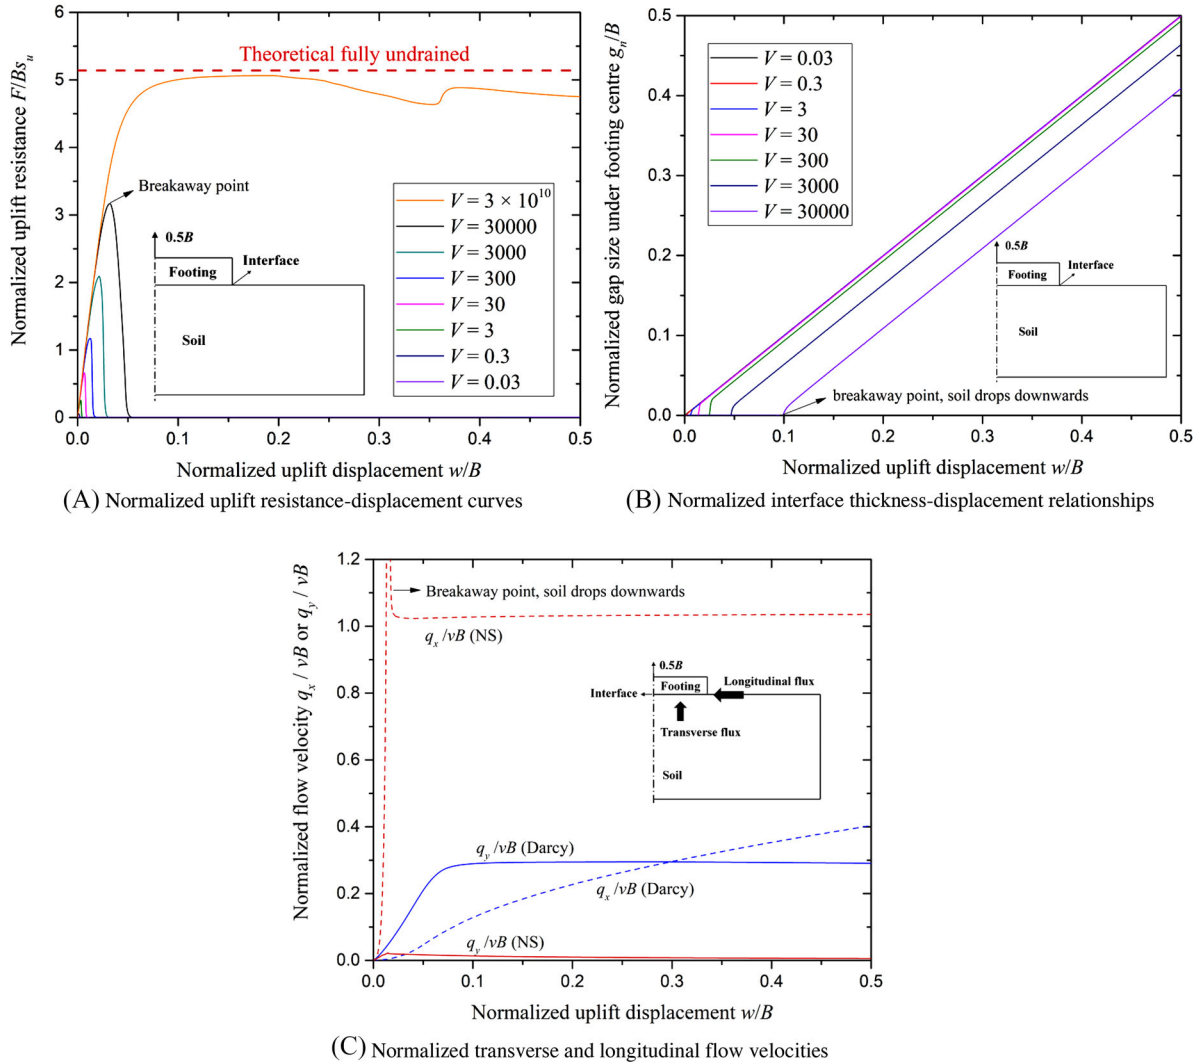 Normalized uplift resistance F/Bs_u
6
5
4
3
2
1
0
Theoretical fully undrained
Breakaway point
0.5B
Footing
Interface
Soil
V = 3 × 10^10
V = 30000
V = 3000
V = 300
V = 30
V = 3
V = 0.3
V = 0.03
0.0 0.1 0.2 0.3 0.4 0.5
Normalized uplift displacement w/B
(A) Normalized uplift resistance-displacement curves
Normalized gap size under footing centre g_n/B
0.5
0.4
0.3
0.2
0.1
0.0
V = 0.03
V = 0.3
V = 3
V = 30
V = 300
V = 3000
V = 30000
0.5B
Footing
Interface
Soil
breakaway point, soil drops downwards
0.0 0.1 0.2 0.3 0.4 0.5
Normalized uplift displacement w/B
(B) Normalized interface thickness-displacement relationships
Normalized flow velocity q_x / vB or q_y / vB
1.2
1.0
0.8
0.6
0.4
0.2
0.0
Breakaway point, soil drops downwards
q_x /vB (NS)
0.5B
Footing
Longitudinal flux
Interface
Transverse flux
Soil
q_y /vB (Darcy)
q_x /vB (Darcy)
q_y /vB (NS)
0.0 0.1 0.2 0.3 0.4 0.5
Normalized uplift displacement w/B
(C) Normalized transverse and longitudinal flow velocities